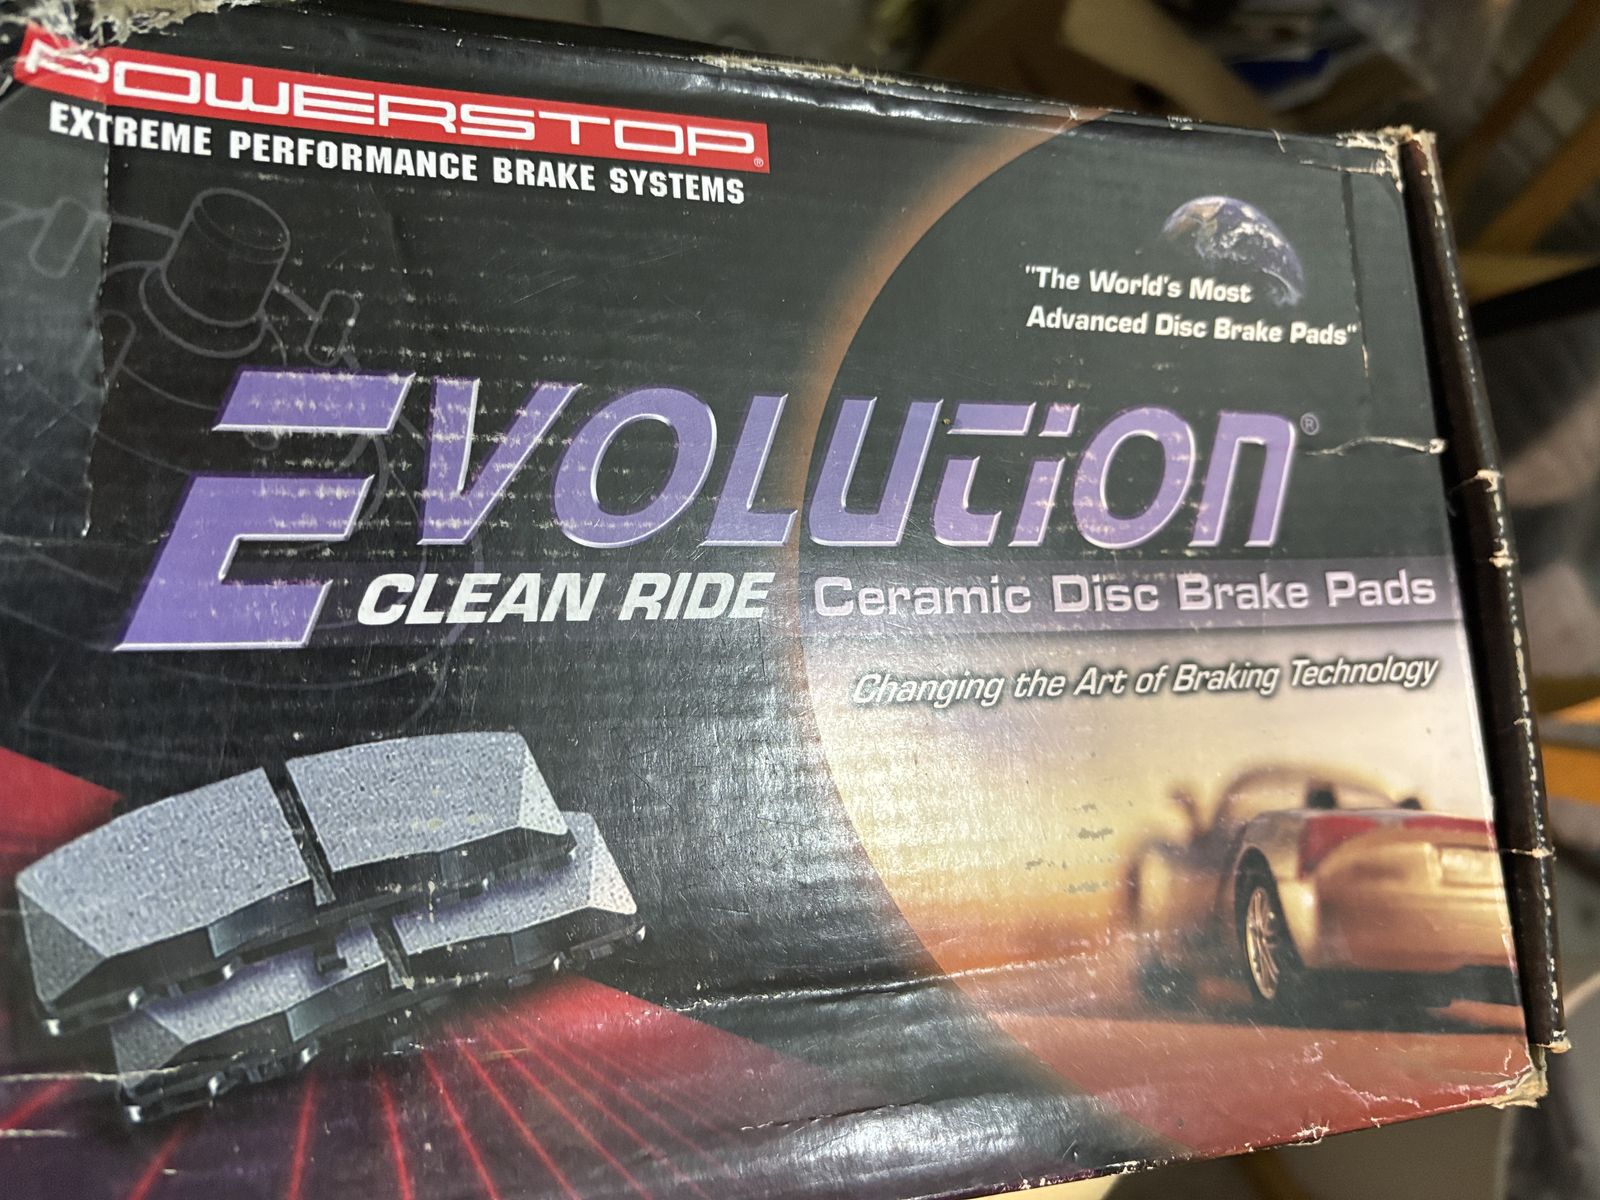 POWERSTOP®
EXTREME PERFORMANCE BRAKE SYSTEMS
"The World's Most
Advanced Disc Brake Pads"
EVOLUTION®
CLEAN RIDE Ceramic Disc Brake Pads
Changing the Art of Braking Technology